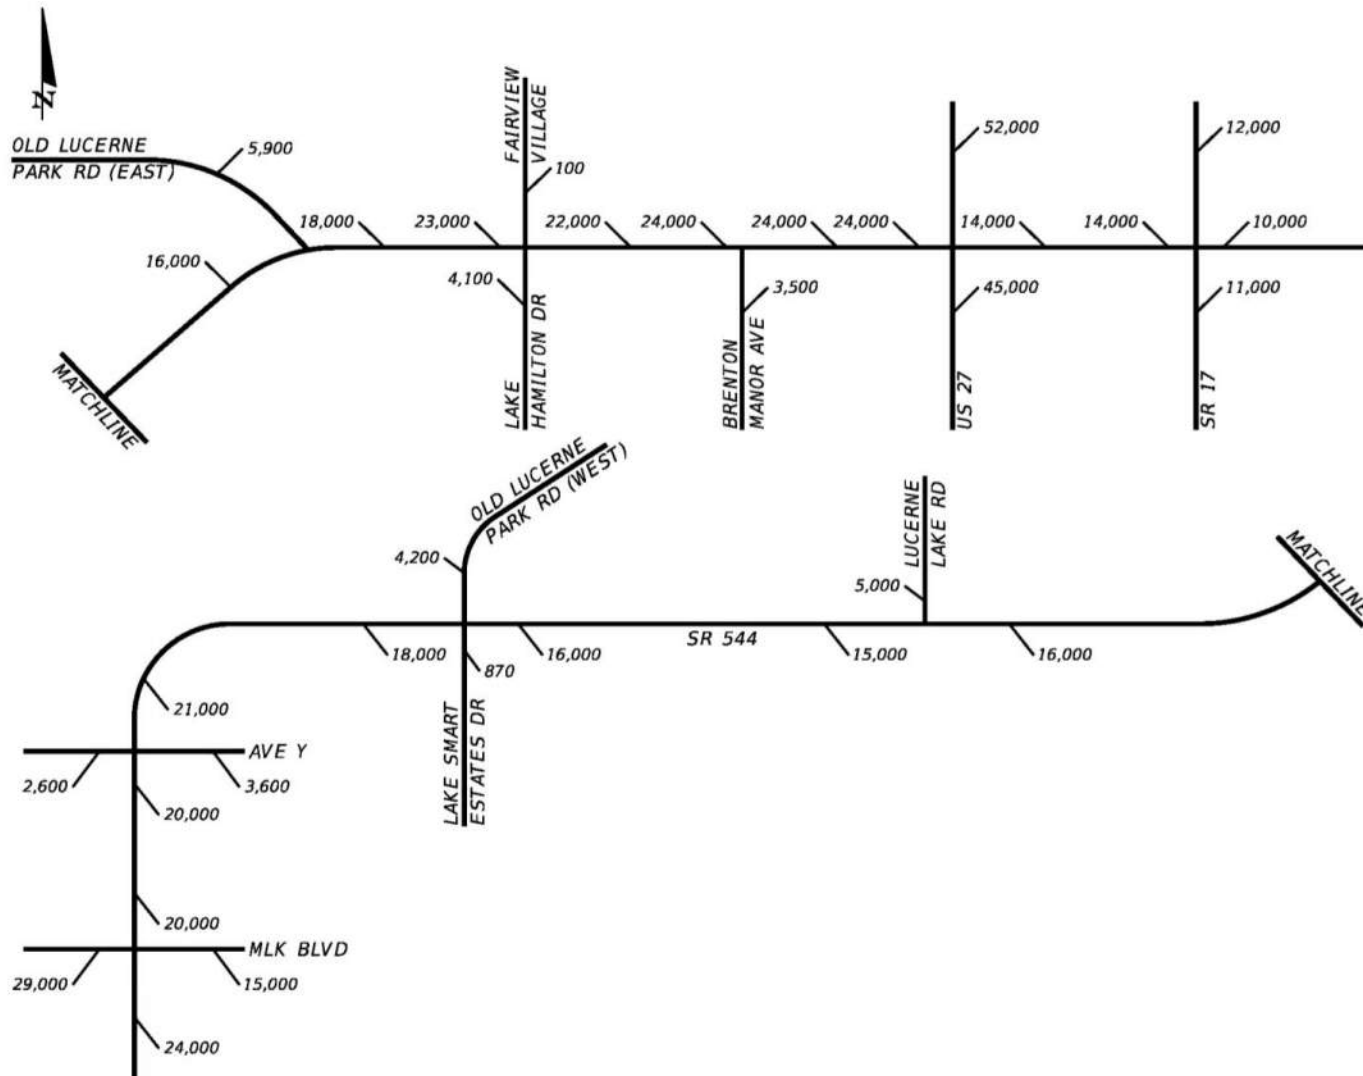 N
OLD LUCERNE
PARK RD (EAST)
5,900
FAIRVIEW
VILLAGE
100
52,000
12,000
18,000
23,000
22,000
24,000
24,000
24,000
14,000
14,000
10,000
16,000
4,100
3,500
45,000
11,000
LAKE
HAMILTON DR
BRENTON
MANOR AVE
US 27
SR 17
MATCHLINE
OLD LUCERNE
PARK RD (WEST)
4,200
LUCERNE
LAKE RD
5,000
MATCHLINE
SR 544
18,000
16,000
15,000
16,000
870
LAKE SMART
ESTATES DR
21,000
AVE Y
2,600
3,600
20,000
20,000
MLK BLVD
29,000
15,000
24,000